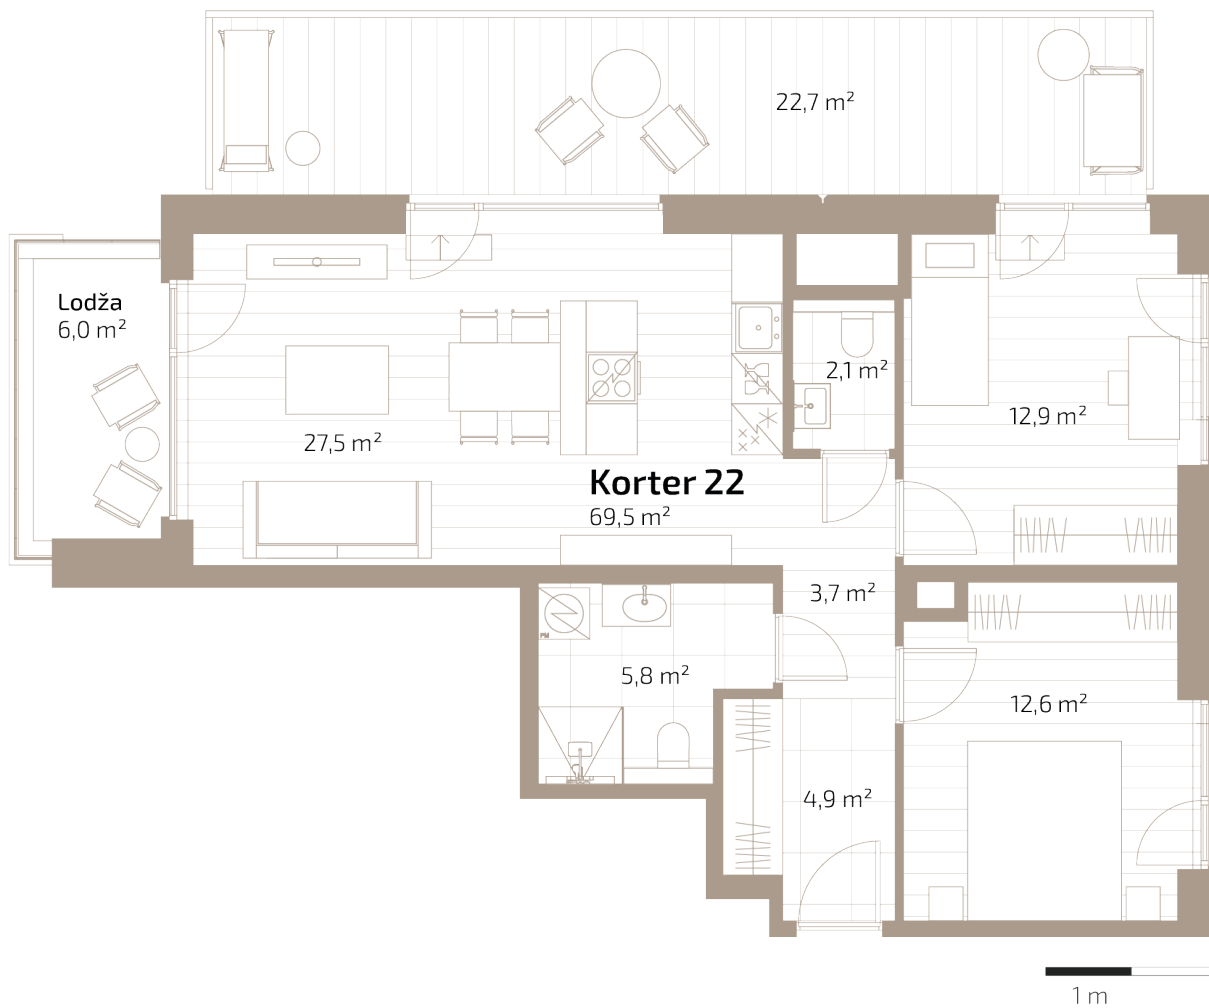 22,7 m²
Lodža
6,0 m²
2,1 m²
12,9 m²
27,5 m²
Korter 22
69,5 m²
3,7 m²
PM
5,8 m²
12,6 m²
4,9 m²
1 m